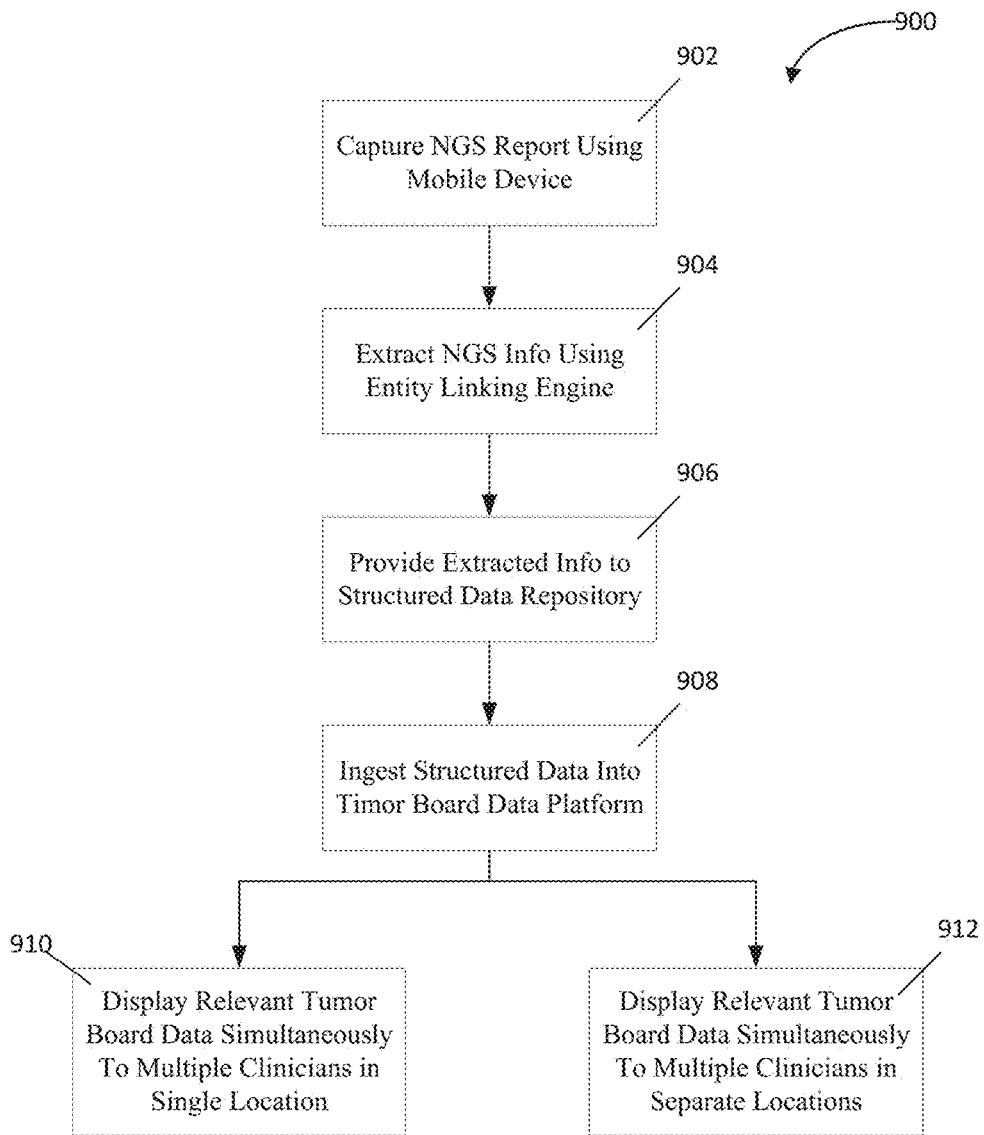 900
902
Capture NGS Report Using
Mobile Device
904
Extract NGS Info Using
Entity Linking Engine
906
Provide Extracted Info to
Structured Data Repository
908
Ingest Structured Data Into
Timor Board Data Platform
910
Display Relevant Tumor
Board Data Simultaneously
To Multiple Clinicians in
Single Location
912
Display Relevant Tumor
Board Data Simultaneously
To Multiple Clinicians in
Separate Locations